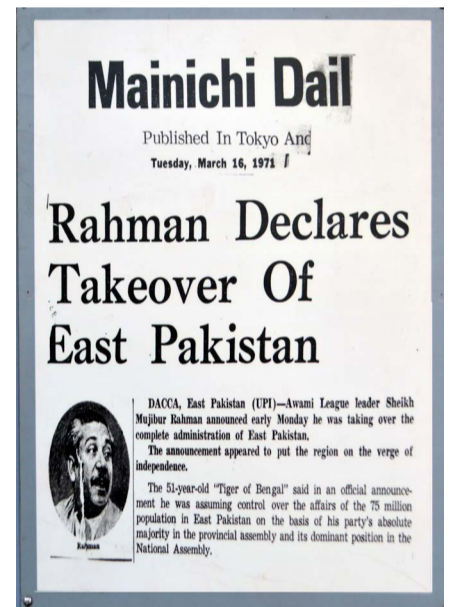 Mainichi Dail
Published In Tokyo And
Tuesday, March 16, 1971
Rahman Declares
Takeover Of
East Pakistan
DACCA, East Pakistan (UPI)—Awami League leader Sheikh
Mujibur Rahman announced early Monday he was taking over the
complete administration of East Pakistan.
The announcement appeared to put the region on the verge of
independence.
The 51-year-old "Tiger of Bengal" said in an official announce-
ment he was assuming control over the affairs of the 75 million
population in East Pakistan on the basis of his party's absolute
majority in the provincial assembly and its dominant position in the
National Assembly.
Rahman